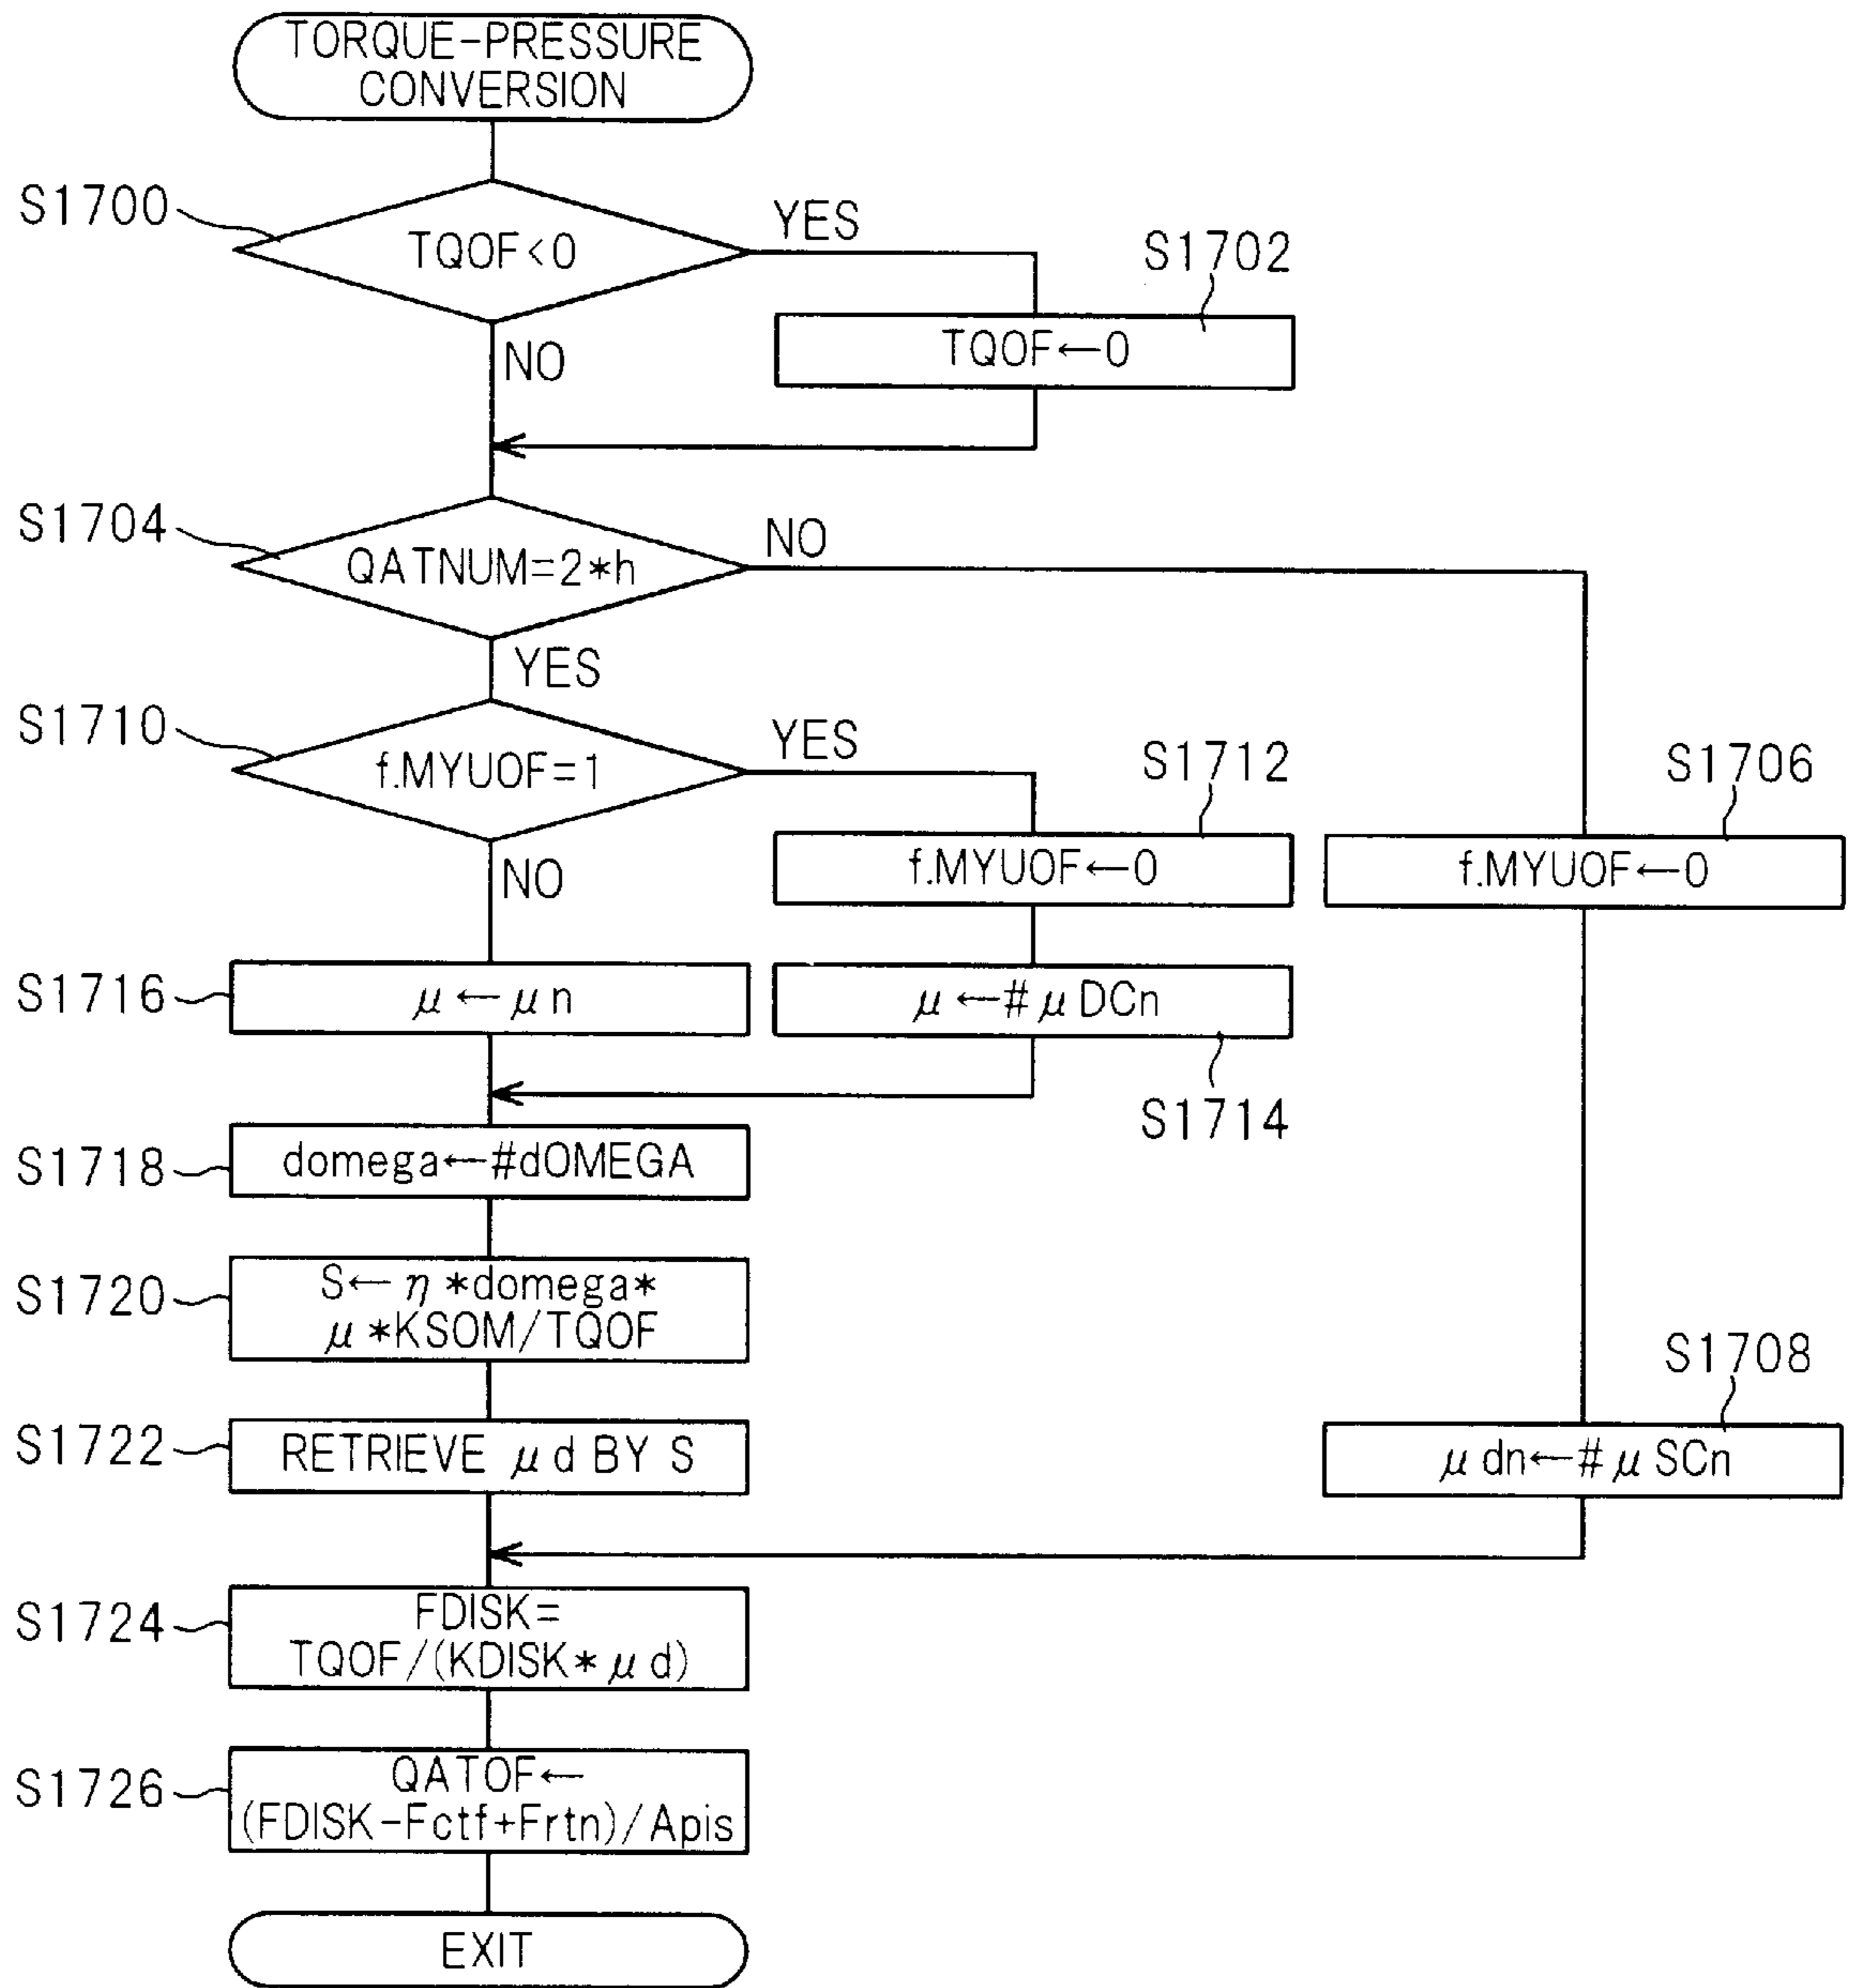 TORQUE-PRESSURE
CONVERSION
S1700
TQOF<0
YES
S1702
TQOF←0
NO
S1704
QATNUM=2*h
NO
YES
S1710
f.MYUOF=1
YES
S1712
S1706
f.MYUOF←0
f.MYUOF←0
NO
S1716
μ←μn
μ←#μDCn
S1714
S1718
domega←#dOMEGA
S1720
S←η*domega*
μ*KSOM/TQOF
S1708
S1722
RETRIEVE μd BY S
μdn←#μSCn
S1724
FDISK=
TQOF/(KDISK*μd)
S1726
QATOF←
(FDISK-Fctf+Frtn)/Apis
EXIT